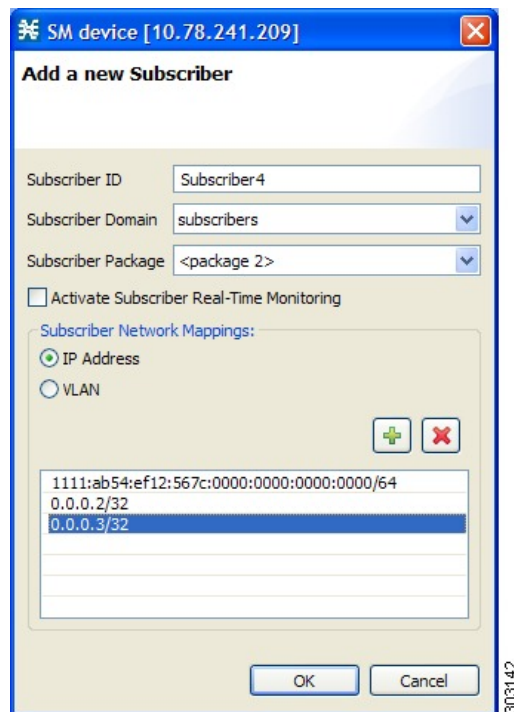 SM device [10.78.241.209]
Add a new Subscriber
Subscriber ID Subscriber4
Subscriber Domain subscribers
Subscriber Package <package 2>
Activate Subscriber Real-Time Monitoring
Subscriber Network Mappings:
IP Address
VLAN
1111:ab54:ef12:567c:0000:0000:0000:0000/64
0.0.0.2/32
0.0.0.3/32
OK Cancel
303142